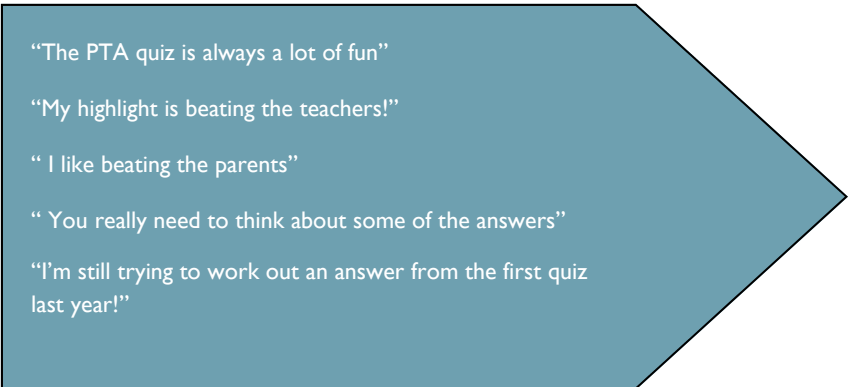 “The PTA quiz is always a lot of fun”
“My highlight is beating the teachers!”
“ I like beating the parents”
“ You really need to think about some of the answers”
“I’m still trying to work out an answer from the first quiz
last year!”